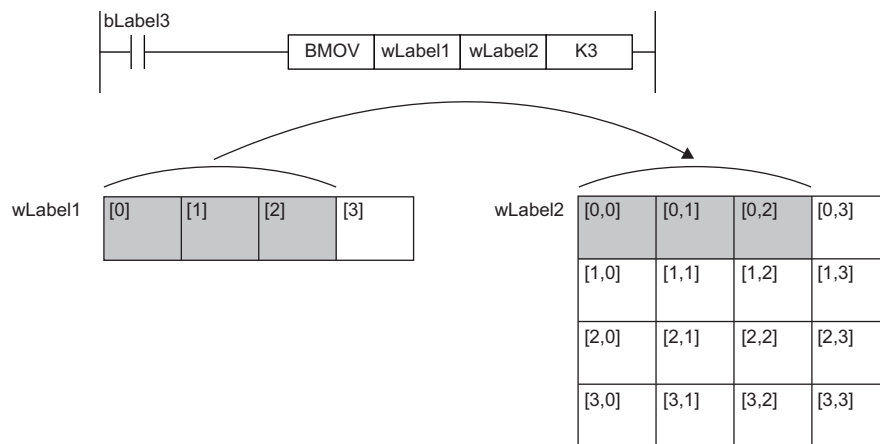 bLabel3
BMOV wLabel1 wLabel2 K3
wLabel1 [0] [1] [2] [3]
wLabel2 [0,0] [0,1] [0,2] [0,3]
[1,0] [1,1] [1,2] [1,3]
[2,0] [2,1] [2,2] [2,3]
[3,0] [3,1] [3,2] [3,3]